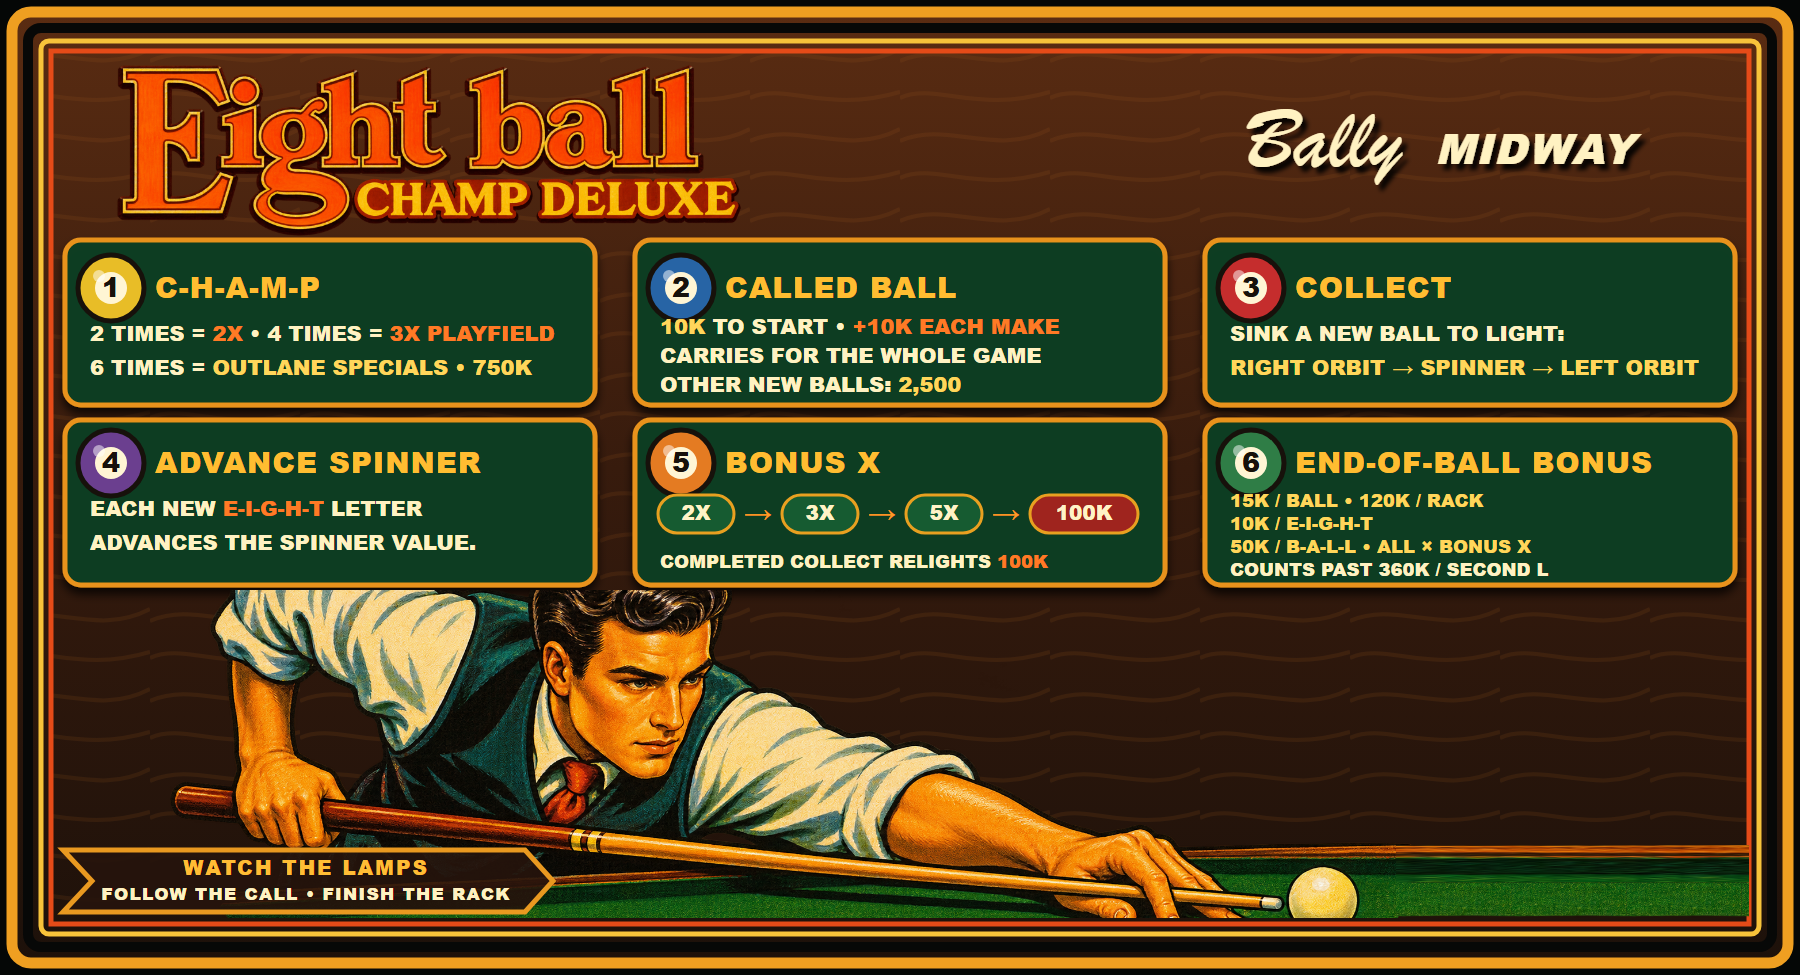 Eight ball
CHAMP DELUXE
Bally MIDWAY
1 C-H-A-M-P
2 TIMES = 2X • 4 TIMES = 3X PLAYFIELD
6 TIMES = OUTLANE SPECIALS • 750K
2 CALLED BALL
10K TO START • +10K EACH MAKE
CARRIES FOR THE WHOLE GAME
OTHER NEW BALLS: 2,500
3 COLLECT
SINK A NEW BALL TO LIGHT:
RIGHT ORBIT → SPINNER → LEFT ORBIT
4 ADVANCE SPINNER
EACH NEW E-I-G-H-T LETTER
ADVANCES THE SPINNER VALUE.
5 BONUS X
2X → 3X → 5X → 100K
COMPLETED COLLECT RELIGHTS 100K
6 END-OF-BALL BONUS
15K / BALL • 120K / RACK
10K / E-I-G-H-T
50K / B-A-L-L • ALL × BONUS X
COUNTS PAST 360K / SECOND L
WATCH THE LAMPS
FOLLOW THE CALL • FINISH THE RACK